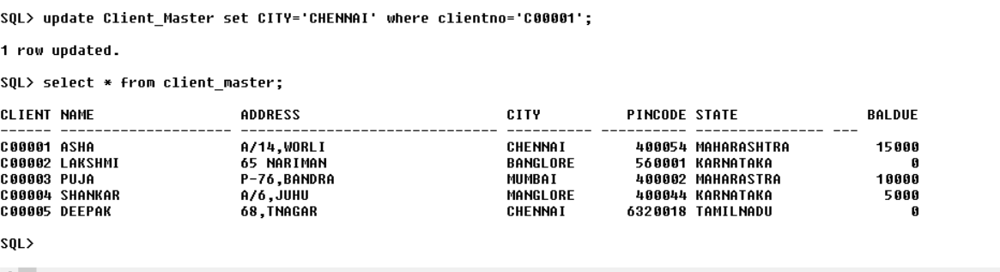 SQL> update Client_Master set CITY='CHENNAI' where clientno='C00001';
1 row updated.
SQL> select * from client_master;
CLIENT NAME ADDRESS CITY PINCODE STATE BALDUE
------ -------------------- ------------------------------ ---------- ---------- --------------- ---
C00001 ASHA A/14,WORLI CHENNAI 400054 MAHARASHTRA 15000
C00002 LAKSHMI 65 NARIMAN BANGLORE 560001 KARNATAKA 0
C00003 PUJA P-76,BANDRA MUMBAI 400002 MAHARASTRA 10000
C00004 SHANKAR A/6,JUHU MANGLORE 400044 KARNATAKA 5000
C00005 DEEPAK 68,TNAGAR CHENNAI 6320018 TAMILNADU 0
SQL>